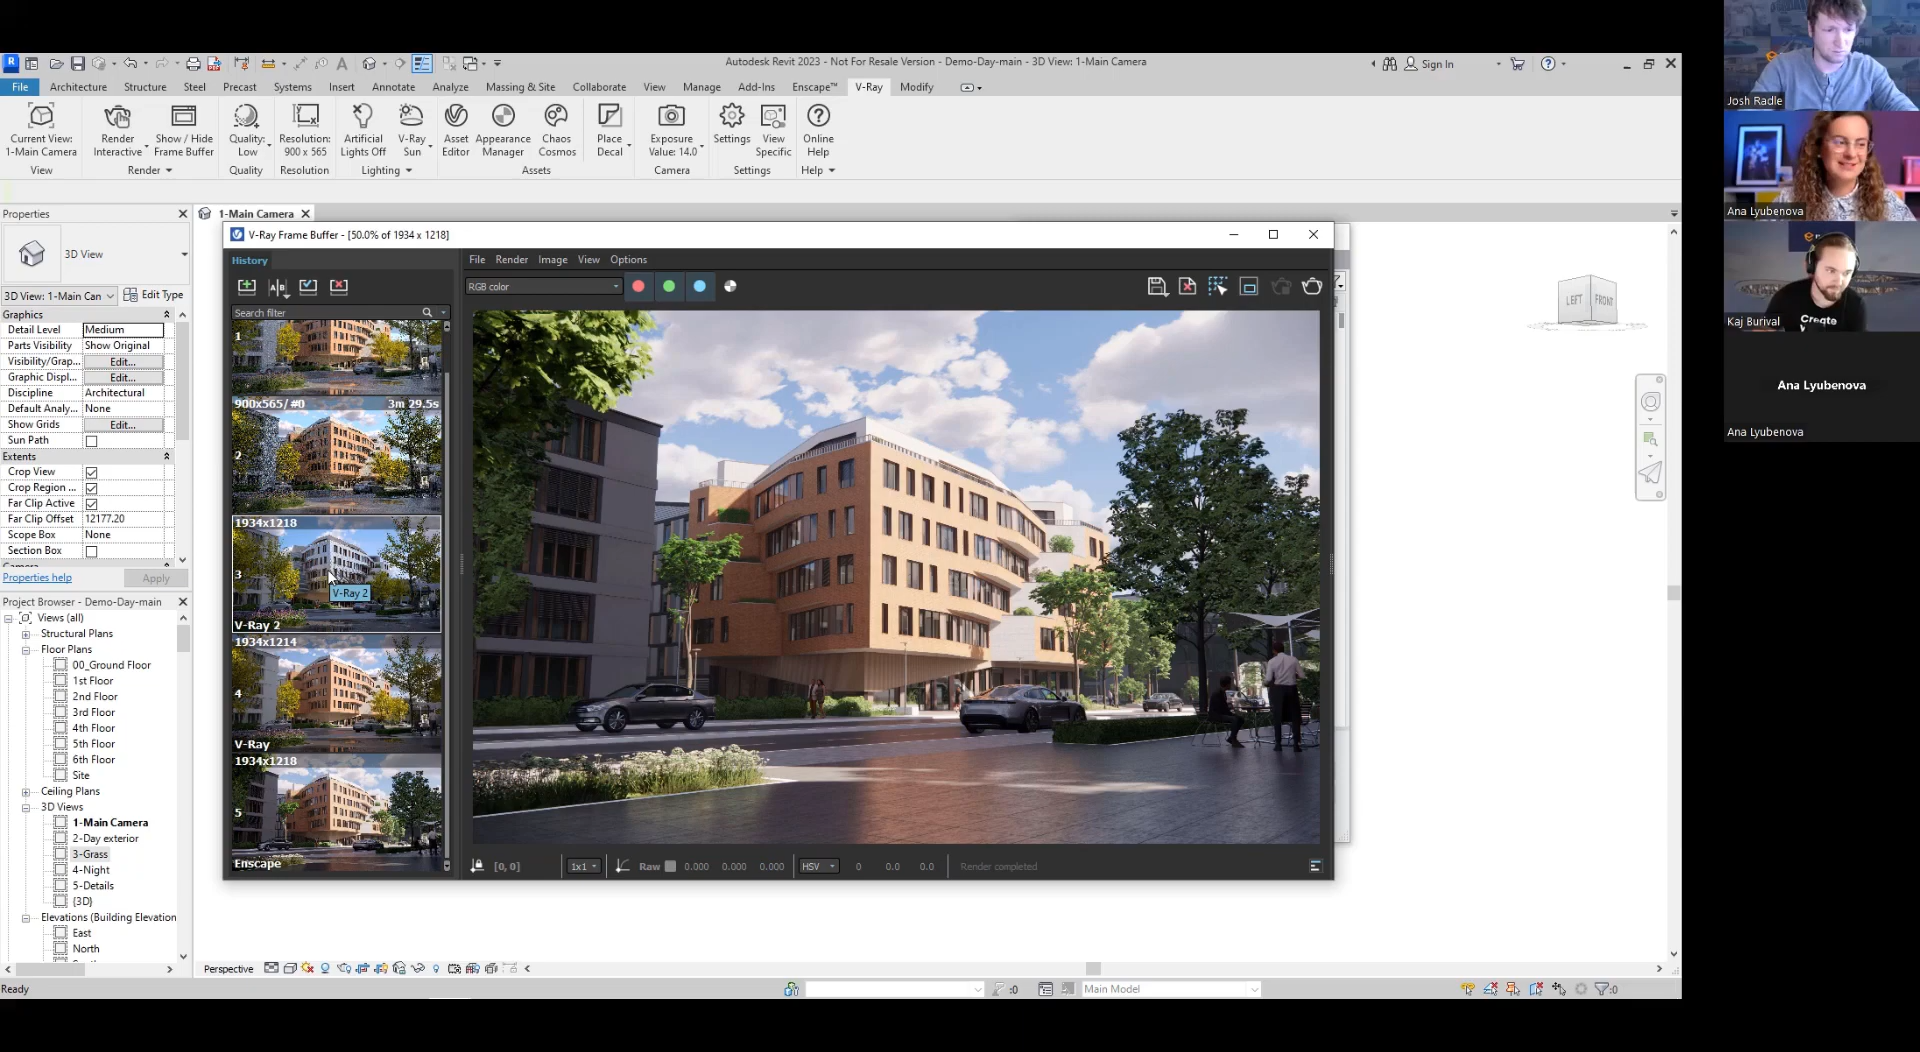 Autodesk Revit 2023 - Not For Resale Version - Demo-Day-main - 3D View: 1-Main Camera
Sign In
File Architecture Structure Steel Precast Systems Insert Annotate Analyze Massing & Site Collaborate View Manage Add-Ins Enscape™ V-Ray Modify
Current View: 1-Main Camera
Render Interactive
Show / Hide Frame Buffer
Quality: Low
Resolution: 900 x 565
Artificial Lights Off
V-Ray Sun
Asset Editor
Appearance Manager
Chaos Cosmos
Place Decal
Exposure Value: 14.0
Settings
View Specific
Online Help
View Render Quality Resolution Lighting Assets Camera Settings Help
Properties
3D View
3D View: 1-Main Can
Edit Type
Graphics
Detail Level Medium
Parts Visibility Show Original
Visibility/Grap... Edit...
Graphic Displ... Edit...
Discipline Architectural
Default Analy... None
Show Grids Edit...
Sun Path
Extents
Crop View
Crop Region ...
Far Clip Active
Far Clip Offset 12177.20
Scope Box None
Section Box
Properties help
Apply
Project Browser - Demo-Day-main
Views (all)
Structural Plans
Floor Plans
00_Ground Floor
1st Floor
2nd Floor
3rd Floor
4th Floor
5th Floor
6th Floor
Site
Ceiling Plans
3D Views
1-Main Camera
2-Day exterior
3-Grass
4-Night
5-Details
{3D}
Elevations (Building Elevation
East
North
1-Main Camera
V-Ray Frame Buffer - [50.0% of 1934 x 1218]
History
File Render Image View Options
RGB color
Search filter
1
900x565/ #0 3m 29.5s
2
1934x1218
3
V-Ray 2
V-Ray 2
1934x1214
4
V-Ray
1934x1218
5
Enscape
[0, 0]
1x1
Raw
0.000 0.000 0.000
HSV
0 0.0 0.0
Render completed
LEFT
FRONT
Perspective
Ready
:0
Main Model
:0
Josh Radle
Ana Lyubenova
Create
Kaj Burival
Ana Lyubenova
Ana Lyubenova